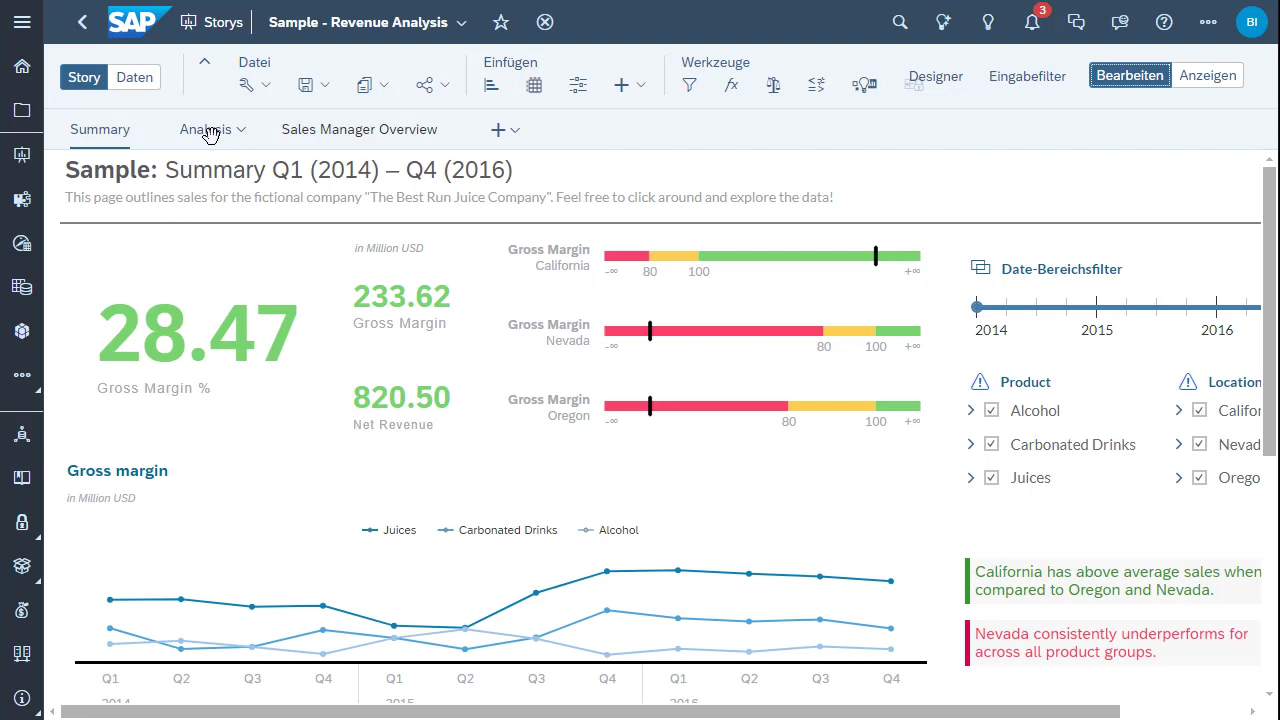 SAP Storys Sample - Revenue Analysis 3 BI
Story Daten Datei Einfügen Werkzeuge Designer Eingabefilter Bearbeiten Anzeigen
Summary Analysis Sales Manager Overview
Sample: Summary Q1 (2014) – Q4 (2016)
This page outlines sales for the fictional company "The Best Run Juice Company". Feel free to click around and explore the data!
28.47
Gross Margin %
in Million USD
233.62
Gross Margin
820.50
Net Revenue
Gross Margin
California
-∞ 80 100 +∞
Gross Margin
Nevada
-∞ 80 100 +∞
Gross Margin
Oregon
-∞ 80 100 +∞
Date-Bereichsfilter
2014 2015 2016
Product
Alcohol
Carbonated Drinks
Juices
Location
Califor
Nevad
Orego
Gross margin
in Million USD
Juices Carbonated Drinks Alcohol
Q1 Q2 Q3 Q4 Q1 Q2 Q3 Q4 Q1 Q2 Q3 Q4
2014 2015 2016
California has above average sales when
compared to Oregon and Nevada.
Nevada consistently underperforms for
across all product groups.